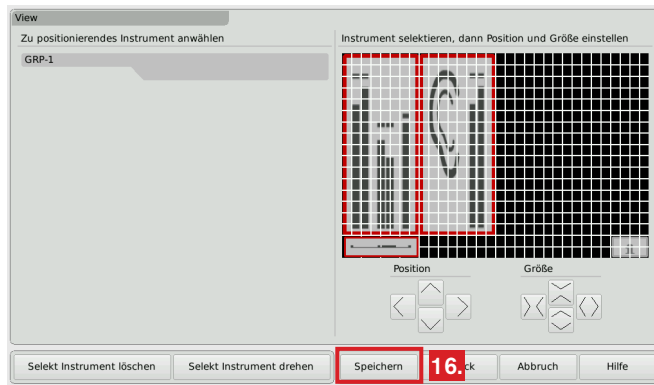 View
Zu positionierendes Instrument anwählen
Instrument selektieren, dann Position und Größe einstellen
GRP-1
Position
Größe
Selekt Instrument löschen
Selekt Instrument drehen
Speichern
16.
ck
Abbruch
Hilfe